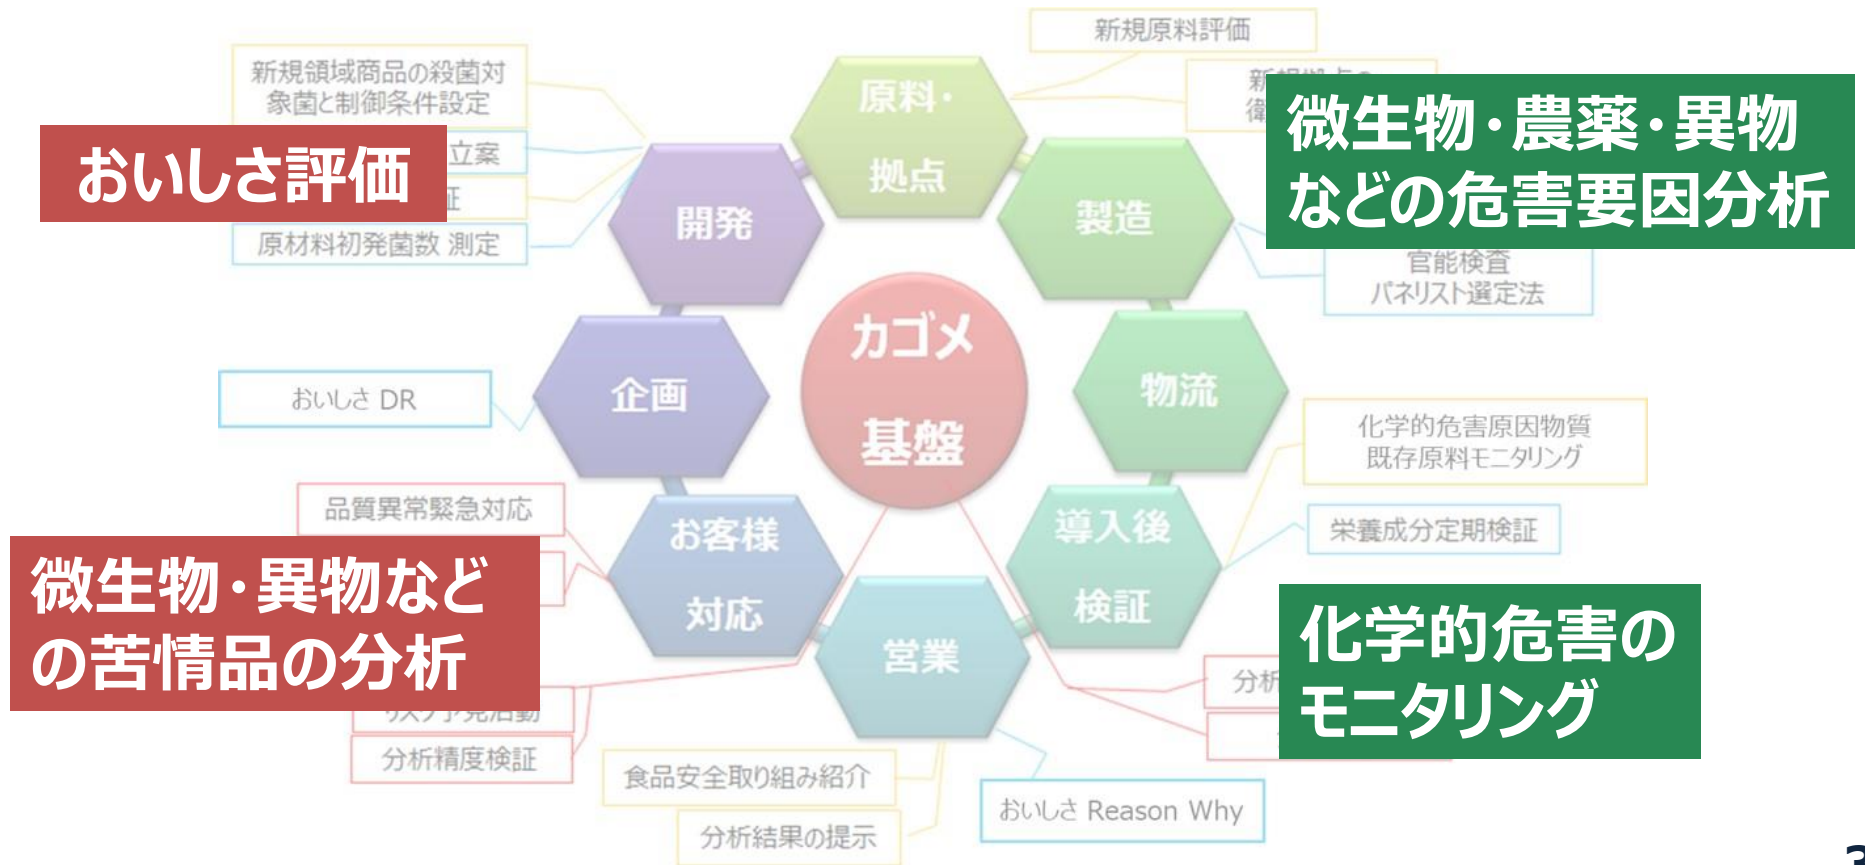 新規原料評価
新規領域商品の殺菌対
象菌と制御条件設定
原料・
拠点
微生物・農薬・異物
などの危害要因分析
おいしさ評価
立案
証
原材料初発菌数 測定
開発
製造
官能検査
パネリスト選定法
カゴメ
基盤
おいしさ DR
企画
物流
化学的危害原因物質
既存原料モニタリング
品質異常緊急対応
お客様
対応
導入後
検証
栄養成分定期検証
微生物・異物など
の苦情品の分析
営業
化学的危害の
モニタリング
分析
リスク予見活動
分析精度検証
食品安全取り組み紹介
おいしさ Reason Why
分析結果の提示